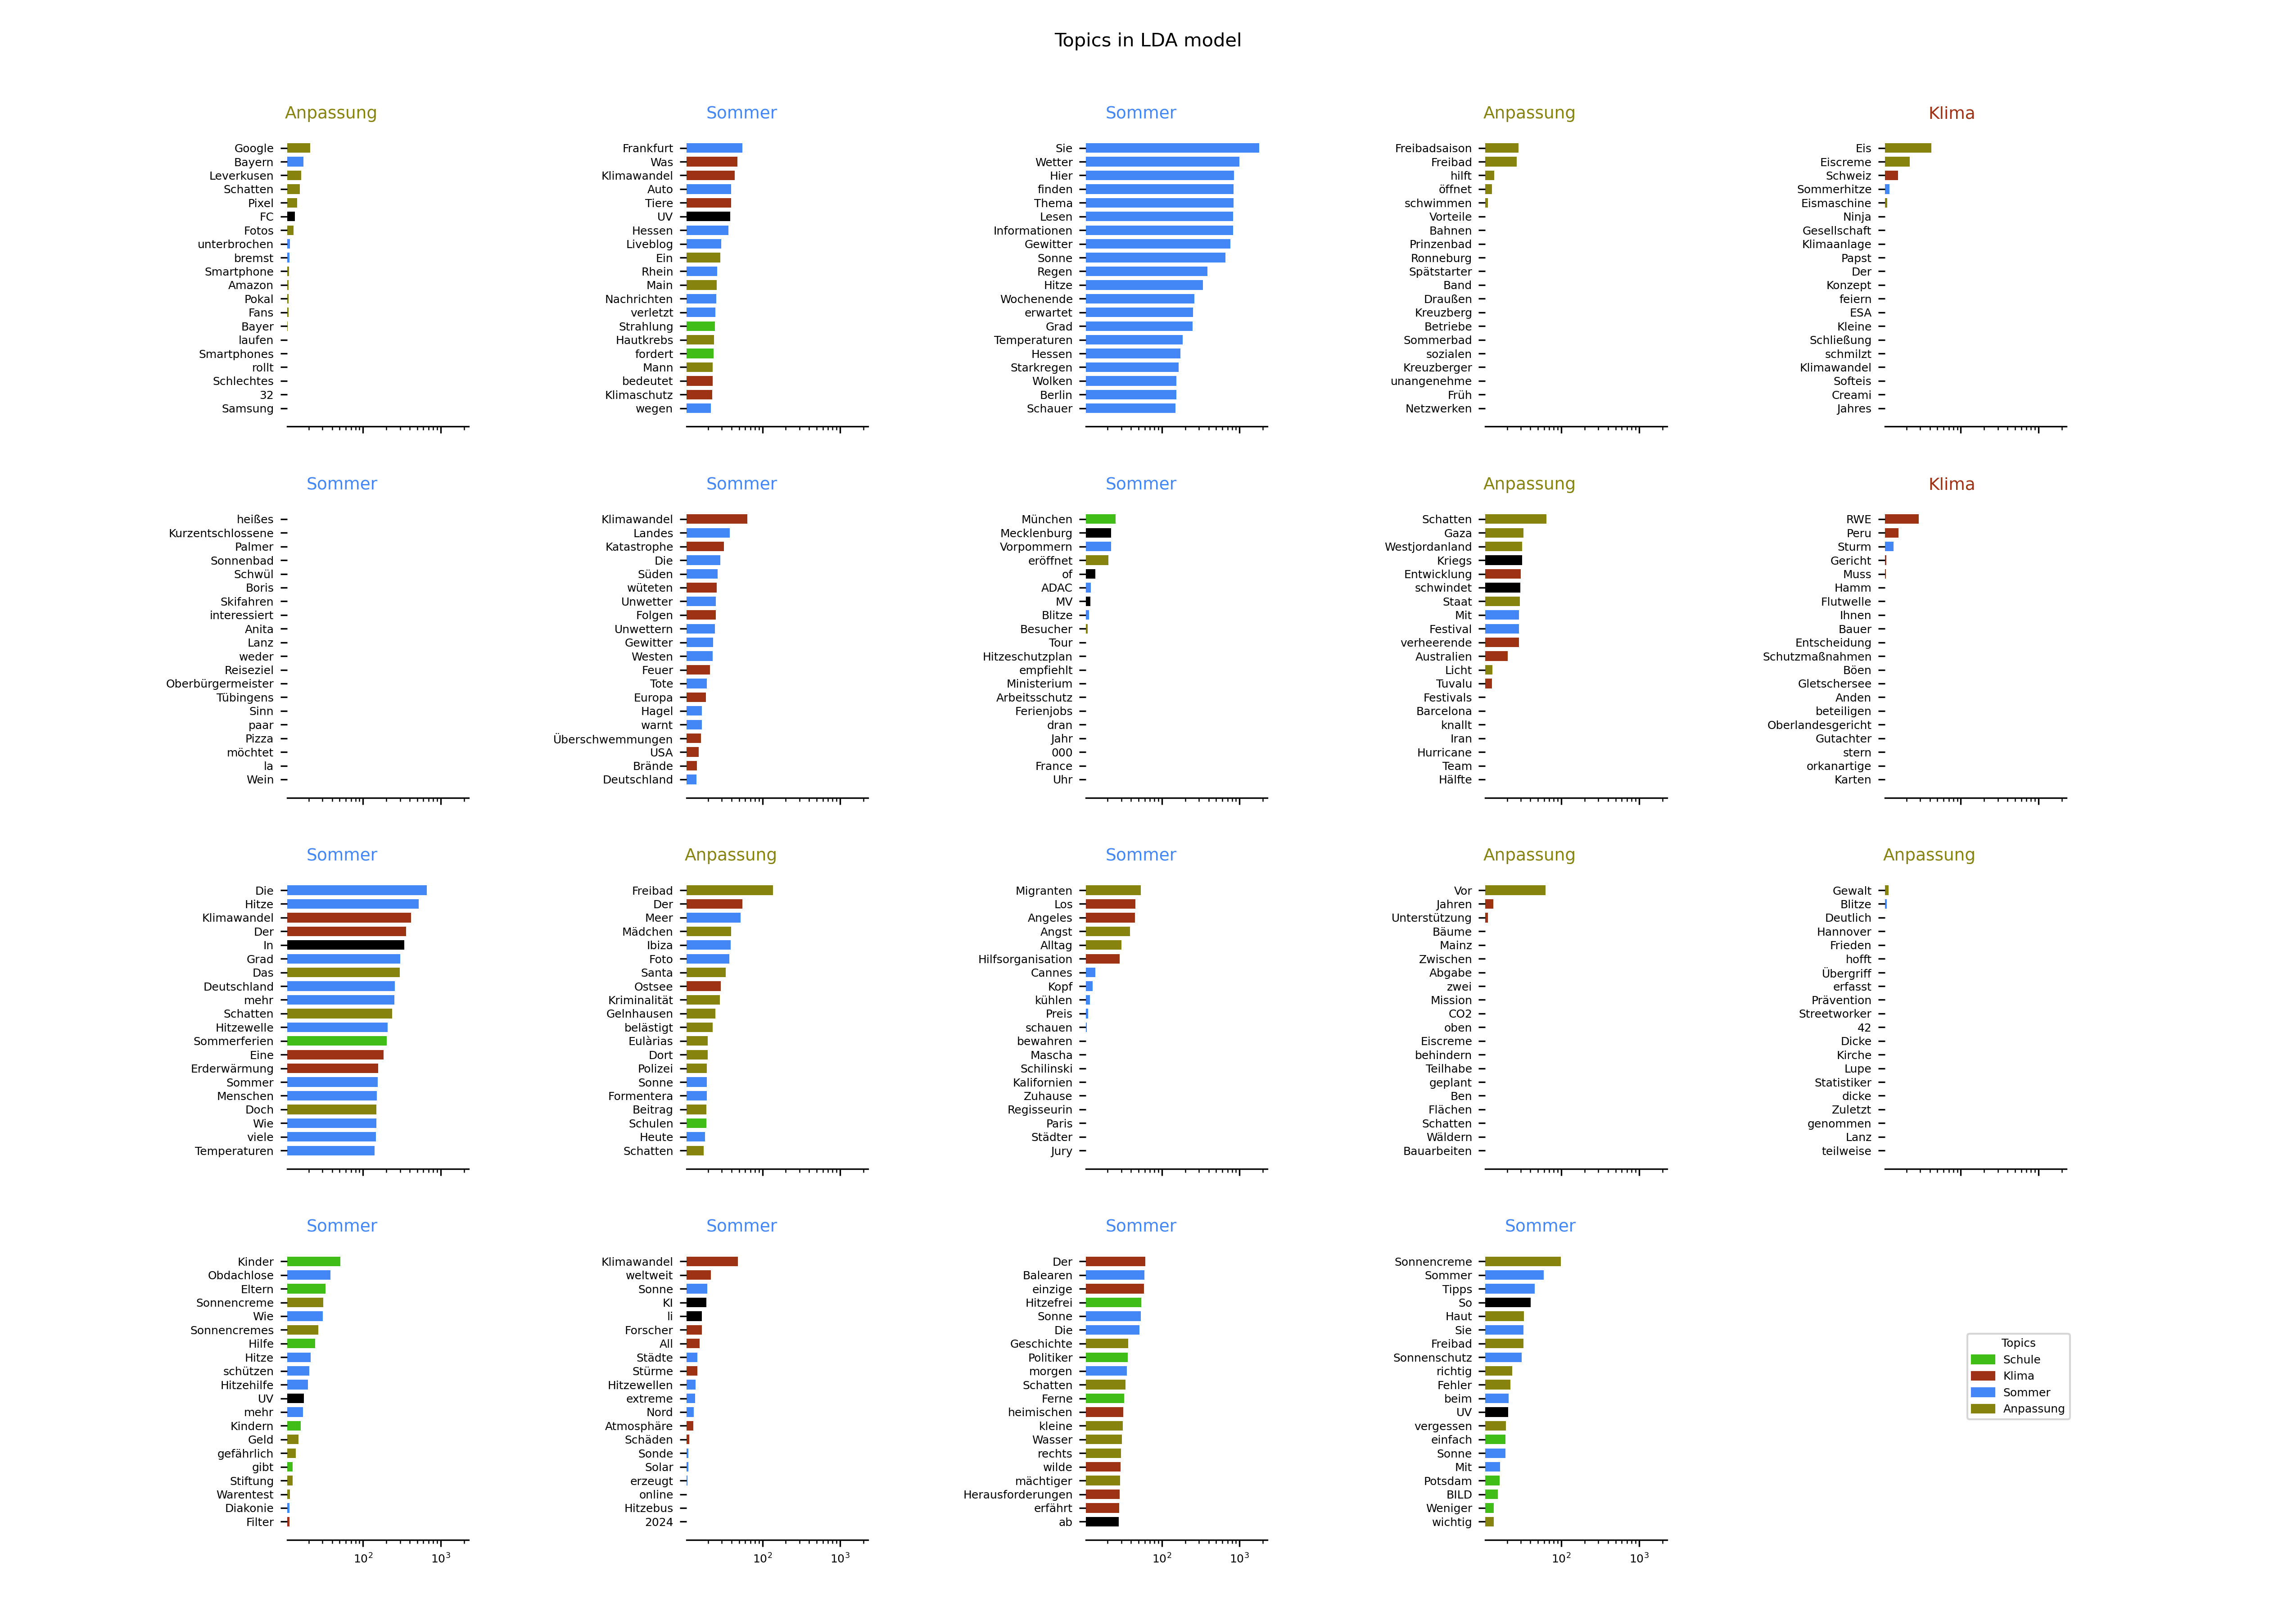 Topics in LDA model
Anpassung
Google
Bayern
Leverkusen
Schatten
Pixel
FC
Fotos
unterbrochen
bremst
Smartphone
Amazon
Pokal
Fans
Bayer
laufen
Smartphones
rollt
Schlechtes
32
Samsung
Sommer
Frankfurt
Was
Klimawandel
Auto
Tiere
UV
Hessen
Liveblog
Ein
Rhein
Main
Nachrichten
verletzt
Strahlung
Hautkrebs
fordert
Mann
bedeutet
Klimaschutz
wegen
Sommer
Sie
Wetter
Hier
finden
Thema
Lesen
Informationen
Gewitter
Sonne
Regen
Hitze
Wochenende
erwartet
Grad
Temperaturen
Hessen
Starkregen
Wolken
Berlin
Schauer
Anpassung
Freibadsaison
Freibad
hilft
öffnet
schwimmen
Vorteile
Bahnen
Prinzenbad
Ronneburg
Spätstarter
Band
Draußen
Kreuzberg
Betriebe
Sommerbad
sozialen
Kreuzberger
unangenehme
Früh
Netzwerken
Klima
Eis
Eiscreme
Schweiz
Sommerhitze
Eismaschine
Ninja
Gesellschaft
Klimaanlage
Papst
Der
Konzept
feiern
ESA
Kleine
Schließung
schmilzt
Klimawandel
Softeis
Creami
Jahres
Sommer
heißes
Kurzentschlossene
Palmer
Sonnenbad
Schwül
Boris
Skifahren
interessiert
Anita
Lanz
weder
Reiseziel
Oberbürgermeister
Tübingens
Sinn
paar
Pizza
möchtet
la
Wein
Sommer
Klimawandel
Landes
Katastrophe
Die
Süden
wüteten
Unwetter
Folgen
Unwettern
Gewitter
Westen
Feuer
Tote
Europa
Hagel
warnt
Überschwemmungen
USA
Brände
Deutschland
Sommer
München
Mecklenburg
Vorpommern
eröffnet
of
ADAC
MV
Blitze
Besucher
Tour
Hitzeschutzplan
empfiehlt
Ministerium
Arbeitsschutz
Ferienjobs
dran
Jahr
000
France
Uhr
Anpassung
Schatten
Gaza
Westjordanland
Kriegs
Entwicklung
schwindet
Staat
Mit
Festival
verheerende
Australien
Licht
Tuvalu
Festivals
Barcelona
knallt
Iran
Hurricane
Team
Hälfte
Klima
RWE
Peru
Sturm
Gericht
Muss
Hamm
Flutwelle
Ihnen
Bauer
Entscheidung
Schutzmaßnahmen
Böen
Gletschersee
Anden
beteiligen
Oberlandesgericht
Gutachter
stern
orkanartige
Karten
Sommer
Die
Hitze
Klimawandel
Der
In
Grad
Das
Deutschland
mehr
Schatten
Hitzewelle
Sommerferien
Eine
Erderwärmung
Sommer
Menschen
Doch
Wie
viele
Temperaturen
Anpassung
Freibad
Der
Meer
Mädchen
Ibiza
Foto
Santa
Ostsee
Kriminalität
Gelnhausen
belästigt
Eulàrias
Dort
Polizei
Sonne
Formentera
Beitrag
Schulen
Heute
Schatten
Sommer
Migranten
Los
Angeles
Angst
Alltag
Hilfsorganisation
Cannes
Kopf
kühlen
Preis
schauen
bewahren
Mascha
Schilinski
Kalifornien
Zuhause
Regisseurin
Paris
Städter
Jury
Anpassung
Vor
Jahren
Unterstützung
Bäume
Mainz
Zwischen
Abgabe
zwei
Mission
CO2
oben
Eiscreme
behindern
Teilhabe
geplant
Ben
Flächen
Schatten
Wäldern
Bauarbeiten
Anpassung
Gewalt
Blitze
Deutlich
Hannover
Frieden
hofft
Übergriff
erfasst
Prävention
Streetworker
42
Dicke
Kirche
Lupe
Statistiker
dicke
Zuletzt
genommen
Lanz
teilweise
Sommer
Kinder
Obdachlose
Eltern
Sonnencreme
Wie
Sonnencremes
Hilfe
Hitze
schützen
Hitzehilfe
UV
mehr
Kindern
Geld
gefährlich
gibt
Stiftung
Warentest
Diakonie
Filter
10² 10³
Sommer
Klimawandel
weltweit
Sonne
KI
li
Forscher
All
Städte
Stürme
Hitzewellen
extreme
Nord
Atmosphäre
Schäden
Sonde
Solar
erzeugt
online
Hitzebus
2024
10² 10³
Sommer
Der
Balearen
einzige
Hitzefrei
Sonne
Die
Geschichte
Politiker
morgen
Schatten
Ferne
heimischen
kleine
Wasser
rechts
wilde
mächtiger
Herausforderungen
erfährt
ab
10² 10³
Sommer
Sonnencreme
Sommer
Tipps
So
Haut
Sie
Freibad
Sonnenschutz
richtig
Fehler
beim
UV
vergessen
einfach
Sonne
Mit
Potsdam
BILD
Weniger
wichtig
10² 10³
Topics
Schule
Klima
Sommer
Anpassung